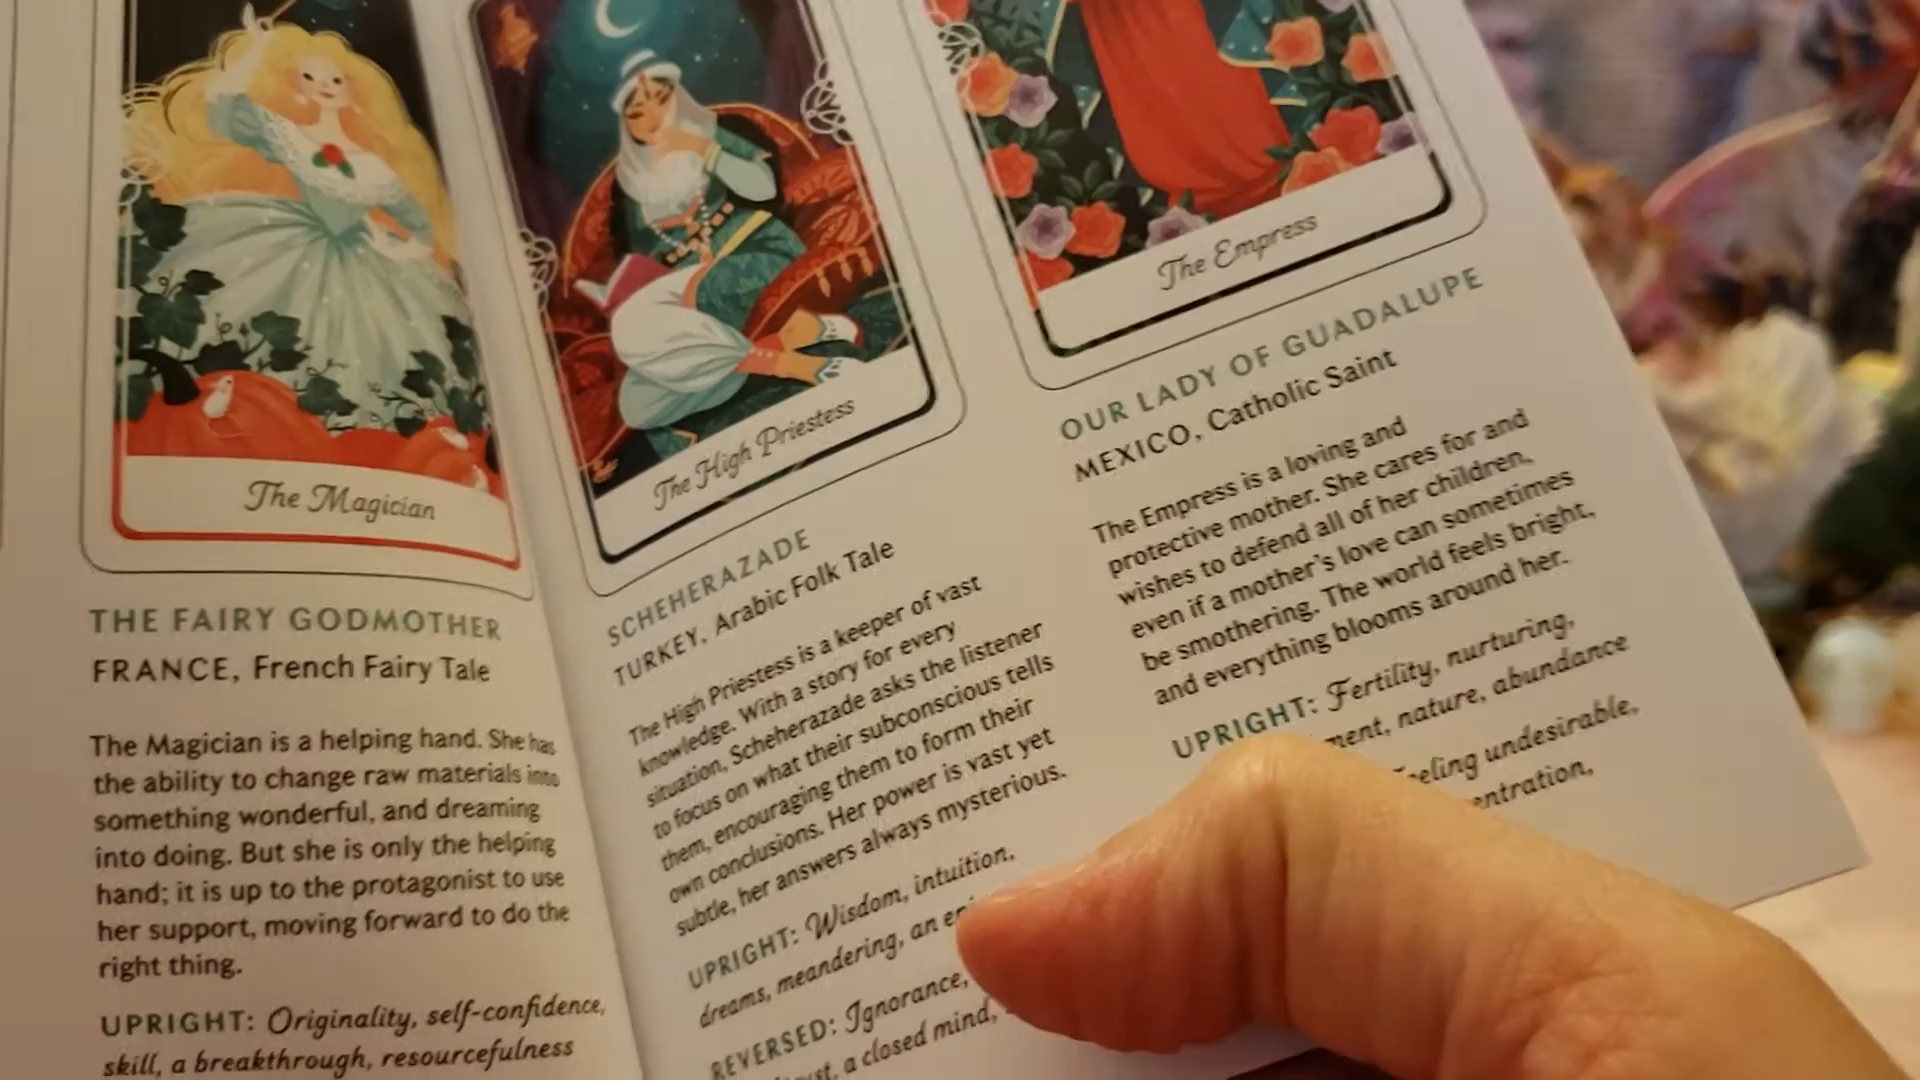 The Magician
THE FAIRY GODMOTHER
FRANCE, French Fairy Tale
The Magician is a helping hand. She has
the ability to change raw materials into
something wonderful, and dreaming
into doing. But she is only the helping
hand; it is up to the protagonist to use
her support, moving forward to do the
right thing.
UPRIGHT: Originality, self-confidence,
skill, a breakthrough, resourcefulness
The High Priestess
SCHEHERAZADE
TURKEY, Arabic Folk Tale
The High Priestess is a keeper of vast
knowledge. With a story for every
situation, Scheherazade asks the listener
to focus on what their subconscious tells
them, encouraging them to form their
own conclusions. Her power is vast yet
subtle, her answers always mysterious.
UPRIGHT: Wisdom, intuition,
dreams, meandering, an
REVERSED: Ignorance,
a closed mind,
The Empress
OUR LADY OF GUADALUPE
MEXICO, Catholic Saint
The Empress is a loving and
protective mother. She cares for and
wishes to defend all of her children,
even if a mother's love can sometimes
be smothering. The world feels bright,
and everything blooms around her.
UPRIGHT: Fertility, nurturing,
nature, abundance
undesirable,